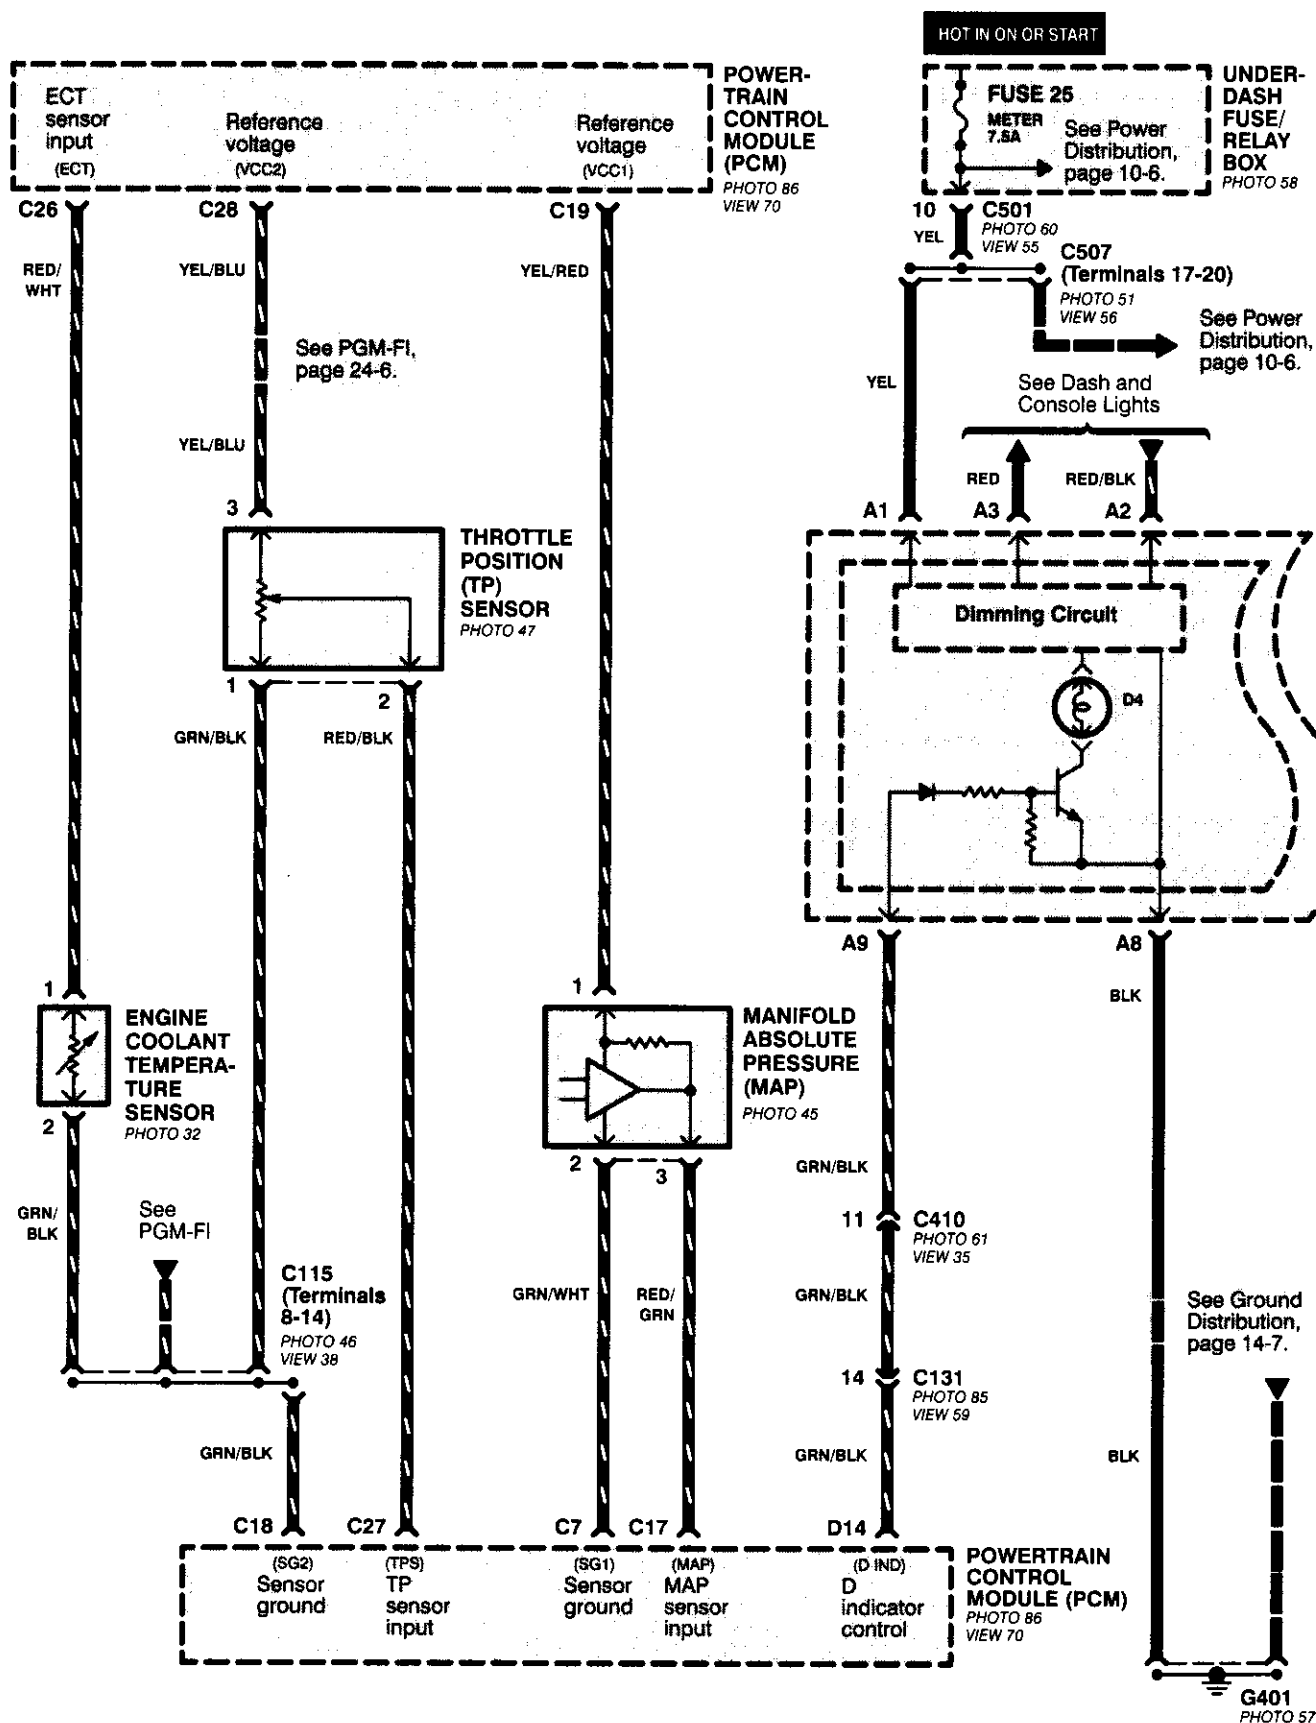 HOT IN ON OR START
ECT
sensor
input
(ECT)
Reference
voltage
(VCC2)
Reference
voltage
(VCC1)
POWER-
TRAIN
CONTROL
MODULE
(PCM)
PHOTO 86
VIEW 70
FUSE 25
METER
7.5A
See Power
Distribution,
page 10-6.
UNDER-
DASH
FUSE/
RELAY
BOX
PHOTO 58
C26
C28
C19
10
C501
PHOTO 60
VIEW 55
YEL
RED/
WHT
YEL/BLU
YEL/RED
C507
(Terminals 17-20)
PHOTO 51
VIEW 56
See Power
Distribution,
page 10-6.
See PGM-FI,
page 24-6.
YEL
See Dash and
Console Lights
YEL/BLU
RED
RED/BLK
3
A1
A3
A2
THROTTLE
POSITION
(TP)
SENSOR
PHOTO 47
Dimming Circuit
D4
1
2
GRN/BLK
RED/BLK
A9
A8
BLK
1
ENGINE
COOLANT
TEMPERA-
TURE
SENSOR
PHOTO 32
2
1
MANIFOLD
ABSOLUTE
PRESSURE
(MAP)
PHOTO 45
2
3
GRN/BLK
GRN/
BLK
See
PGM-FI
11
C410
PHOTO 61
VIEW 35
C115
(Terminals
8-14)
PHOTO 46
VIEW 38
GRN/WHT
RED/
GRN
GRN/BLK
See Ground
Distribution,
page 14-7.
14
C131
PHOTO 85
VIEW 59
GRN/BLK
GRN/BLK
BLK
C18
C27
C7
C17
D14
(SG2)
Sensor
ground
(TPS)
TP
sensor
input
(SG1)
Sensor
ground
(MAP)
MAP
sensor
input
(D IND)
D
indicator
control
POWERTRAIN
CONTROL
MODULE (PCM)
PHOTO 86
VIEW 70
G401
PHOTO 57